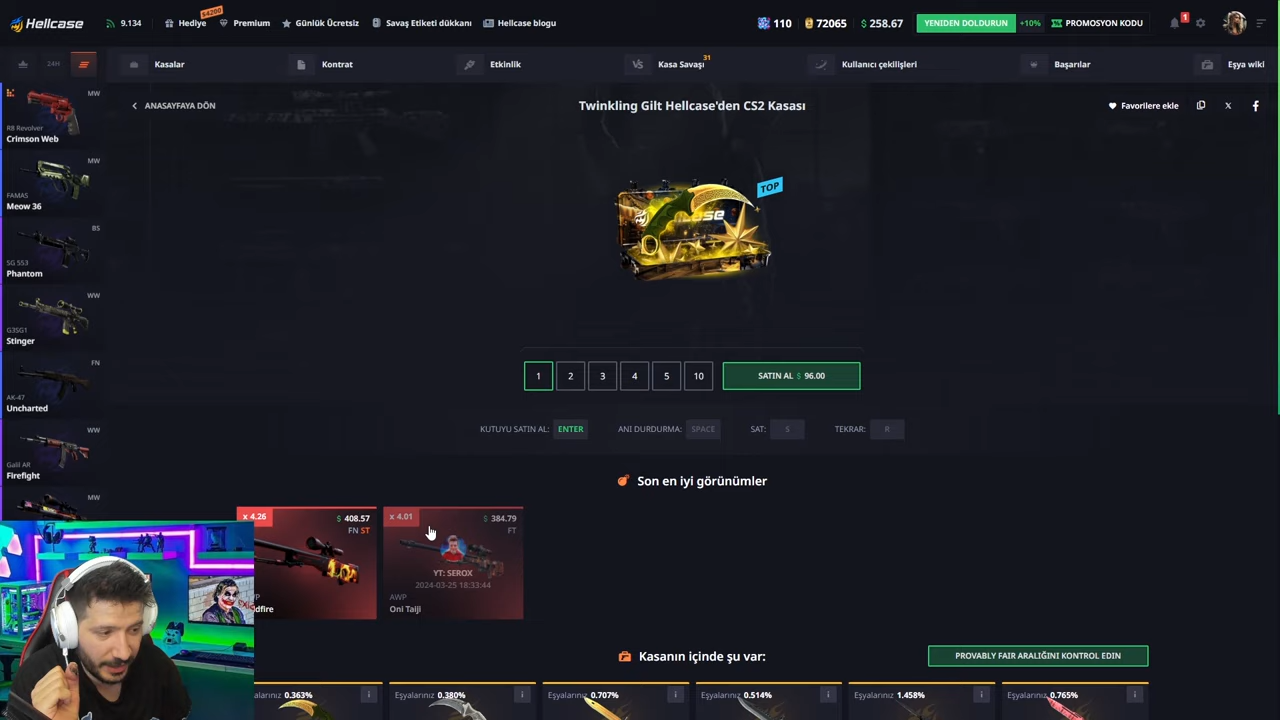 Hellcase
9.134
Hediye
$4200
Premium
Günlük Ücretsiz
Savaş Etiketi dükkanı
Hellcase blogu
110
72065
$ 258.67
YENİDEN DOLDURUN
+10%
PROMOSYON KODU
1
24H
Kasalar
Kontrat
Etkinlik
VS
Kasa Savaşı
31
Kullanıcı çekilişleri
Başarılar
Eşya wiki
ANASAYFAYA DÖN
Twinkling Gilt Hellcase'den CS2 Kasası
Favorilere ekle
MW
R8 Revolver
Crimson Web
MW
FAMAS
Meow 36
BS
SG 553
Phantom
WW
G3SG1
Stinger
FN
AK-47
Uncharted
WW
Galil AR
Firefight
MW
TOP
1
2
3
4
5
10
SATIN AL $ 96.00
KUTUYU SATIN AL: ENTER
ANI DURDURMA: SPACE
SAT: S
TEKRAR: R
Son en iyi görünümler
x 4.26
$ 408.57
FN ST
x 4.01
$ 384.79
FT
YT: SEROX
2024-03-25 18:33:44
AWP
Oni Taiji
Kasanın içinde şu var:
PROVABLY FAIR ARALIĞINI KONTROL EDIN
Eşyalarınız 0.380%
Eşyalarınız 0.707%
Eşyalarınız 0.514%
Eşyalarınız 1.458%
Eşyalarınız 0.765%